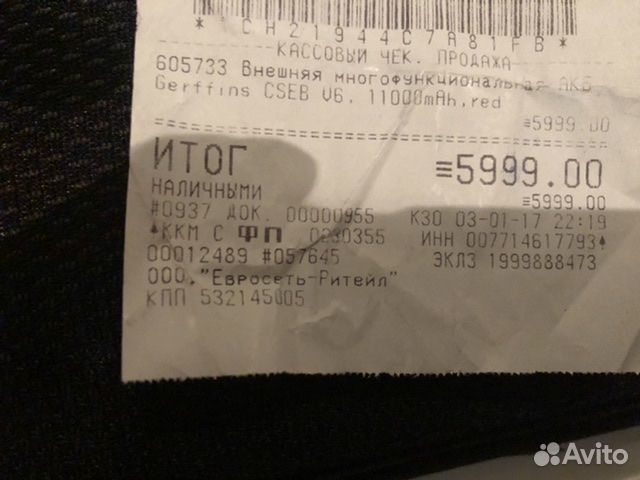 *CH21944C7A81FB*
КАССОВЫЙ ЧЕК. ПРОДАЖА
605733 Внешняя многофункциональная АКБ
Gerffins CSEB V6, 11000mAh,red
≡5999.00
ИТОГ ≡5999.00
НАЛИЧНЫМИ ≡5999.00
#0937 ДОК. 00000955 К30 03-01-17 22:19
*ККМ С ФП 0230355 ИНН 007714617793*
00012489 #057645 ЭКЛЗ 1999888473
ООО."Евросеть-Ритейл"
КПП 532145005
Avito